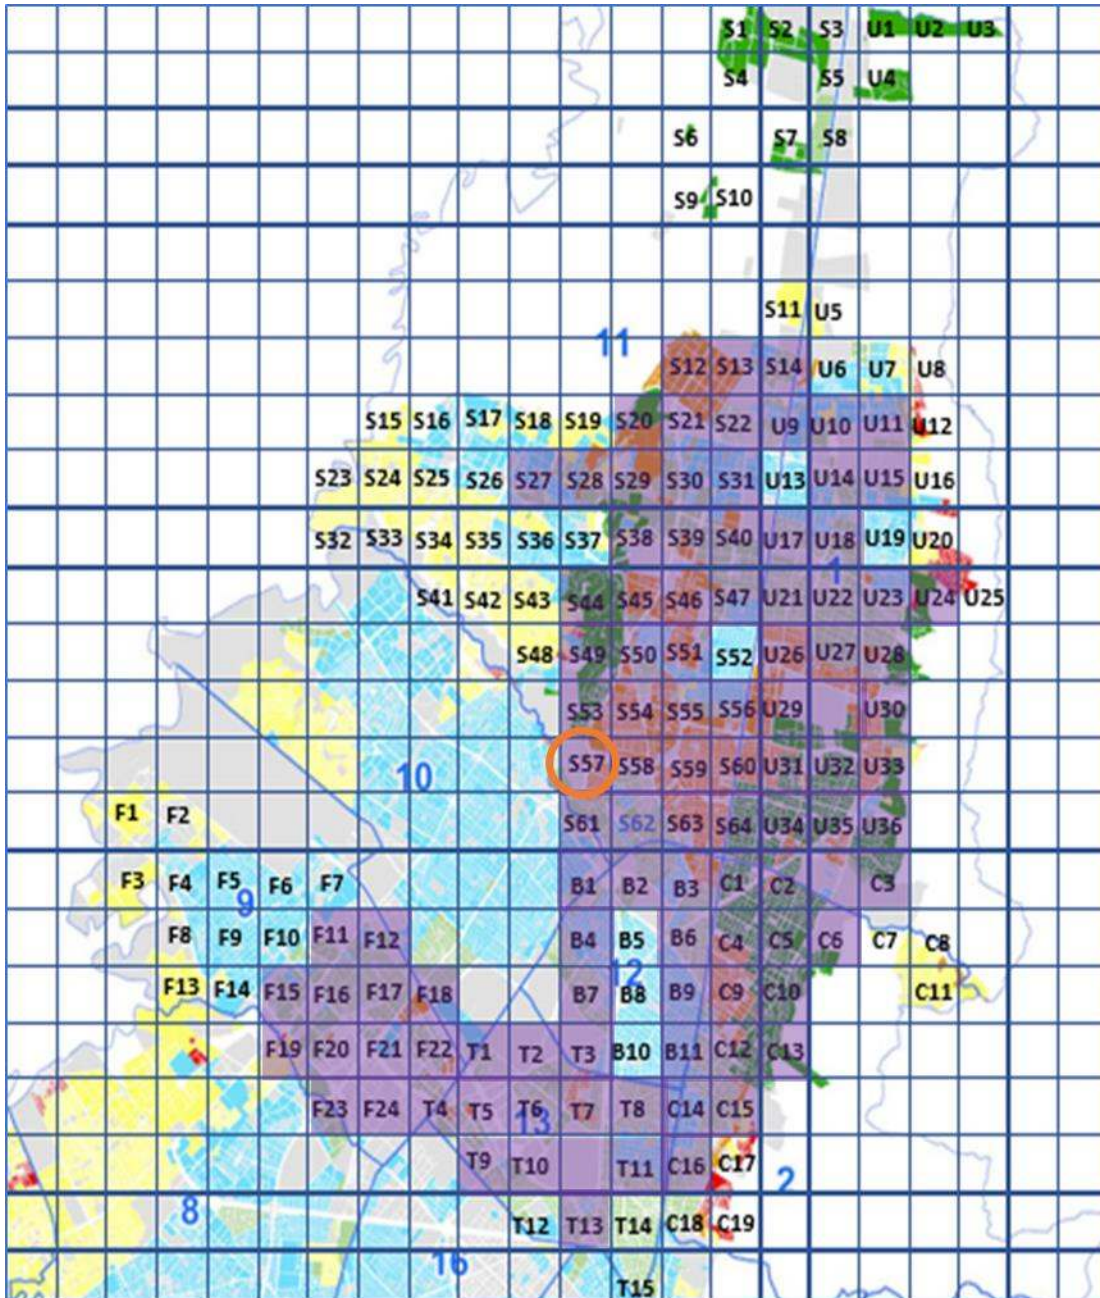 S1 S2 S3 U1 U2 U3
S4 S5 U4
S6 S7 S8
S9 S10
S11 U5
11
S12 S13 S14 U6 U7 U8
S15 S16 S17 S18 S19 S20 S21 S22 U9 U10 U11 U12
S23 S24 S25 S26 S27 S28 S29 S30 S31 U13 U14 U15 U16
S32 S33 S34 S35 S36 S37 S38 S39 S40 U17 U18 U19 U20
1
S41 S42 S43 S44 S45 S46 S47 U21 U22 U23 U24 U25
S48 S49 S50 S51 S52 U26 U27 U28
S53 S54 S55 S56 U29 U30
10 S57 S58 S59 S60 U31 U32 U33
F1 F2 S61 S62 S63 S64 U34 U35 U36
F3 F4 F5 F6 F7 B1 B2 B3 C1 C2 C3
9
F8 F9 F10 F11 F12 B4 B5 B6 C4 C5 C6 C7 C8
12
F13 F14 F15 F16 F17 F18 B7 B8 B9 C9 C10 C11
F19 F20 F21 F22 T1 T2 T3 B10 B11 C12 C13
F23 F24 T4 T5 T6 T7 T8 C14 C15
13
T9 T10 T11 C16 C17
2
8 T12 T13 T14 C18 C19
16
T15